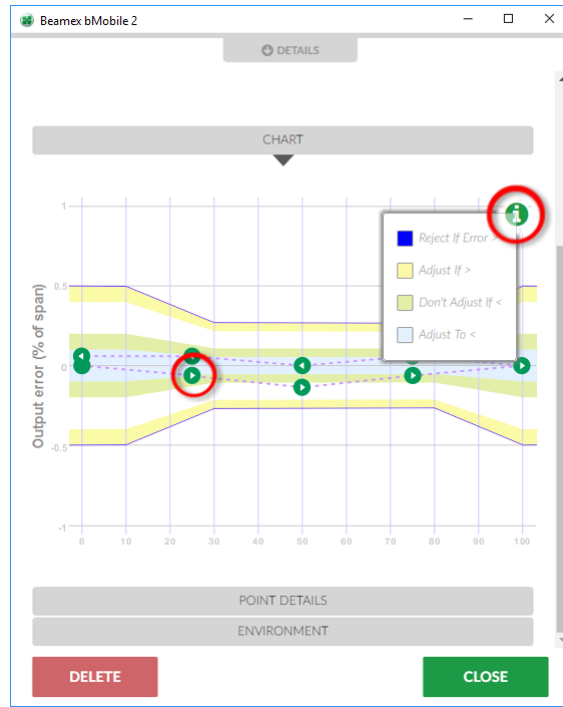 Beamex bMobile 2
DETAILS
CHART
Output error (% of span)
1
0.5
0
-0.5
-1
0 10 20 30 40 50 60 70 80 90 100
i
Reject If Error >
Adjust If >
Don't Adjust If <
Adjust To <
POINT DETAILS
ENVIRONMENT
DELETE
CLOSE